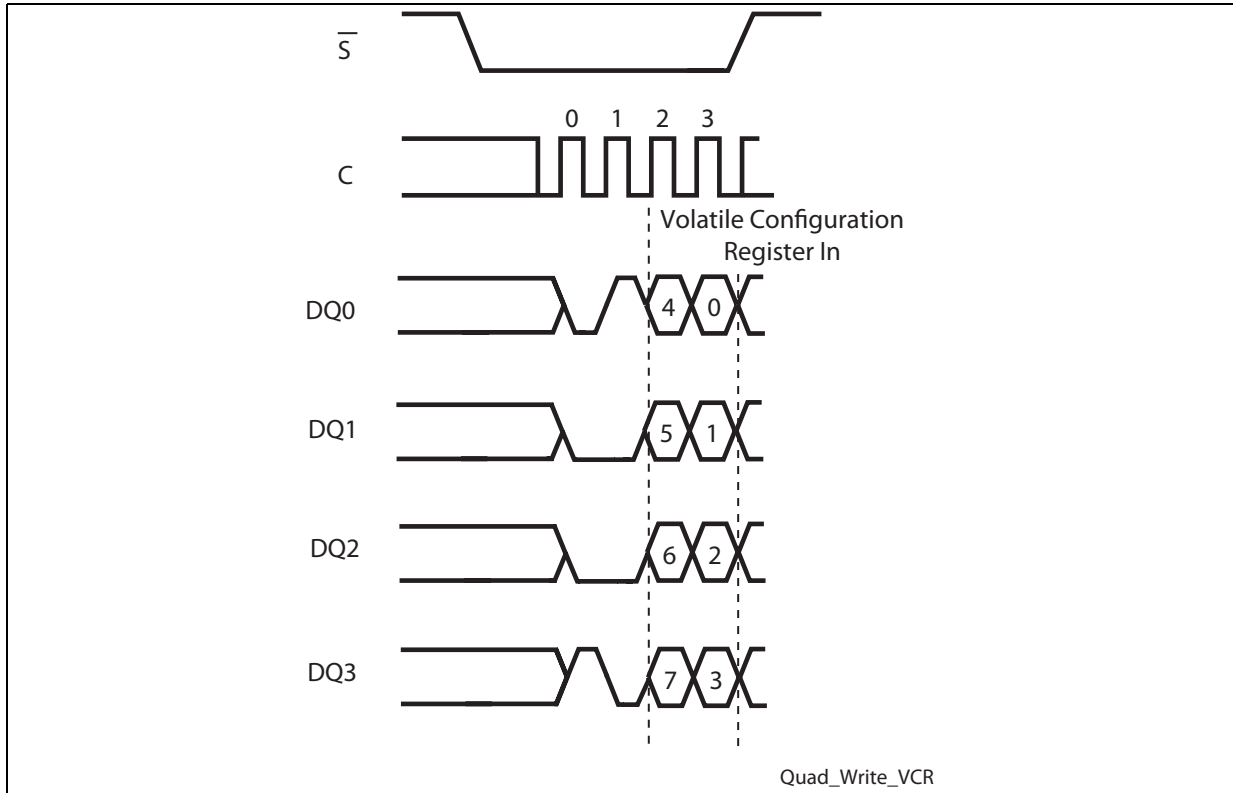 S̅
0 1 2 3
C
Volatile Configuration
Register In
DQ0
4 0
DQ1
5 1
DQ2
6 2
DQ3
7 3
Quad_Write_VCR